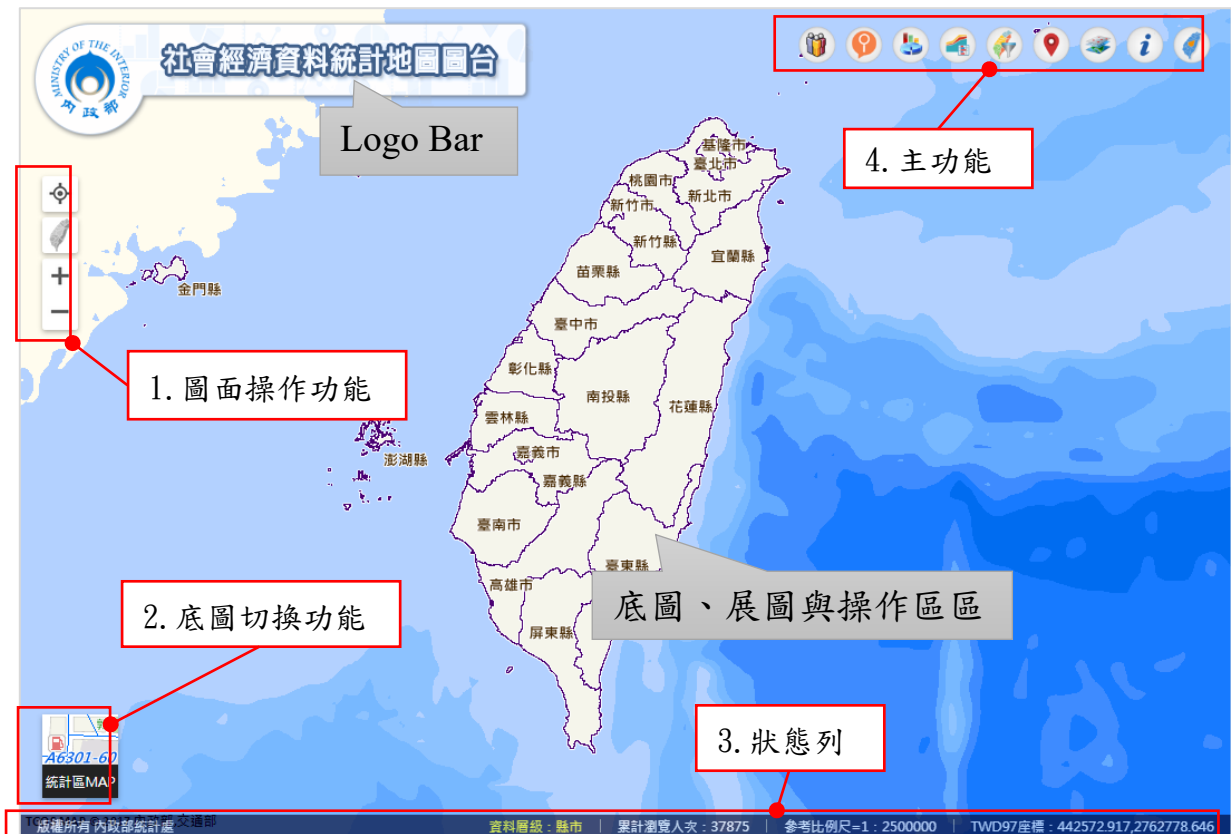 MINISTRY OF THE INTERIOR
內政部
社會經濟資料統計地圖圖台
Logo Bar
4.主功能
基隆市
臺北市
桃園市
新北市
新竹市
新竹縣
宜蘭縣
苗栗縣
金門縣
臺中市
1.圖面操作功能
彰化縣
南投縣
花蓮縣
雲林縣
嘉義市
澎湖縣
嘉義縣
臺南市
臺東縣
高雄市
底圖、展圖與操作區區
2.底圖切換功能
屏東縣
3.狀態列
A6301-60
統計區MAP
版權所有 內政部統計處
資料層級：縣市 | 累計瀏覽人次：37875 | 參考比例尺=1：2500000 | TWD97座標：442572.917,2762778.646